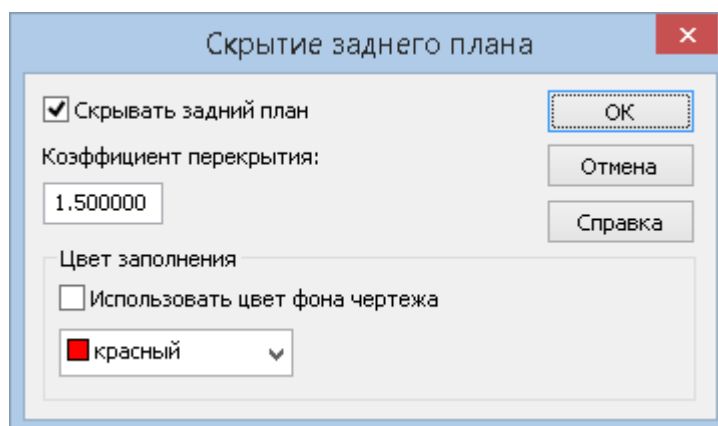 Скрытие заднего плана
Скрывать задний план
ОК
Коэффициент перекрытия:
Отмена
1.500000
Справка
Цвет заполнения
Использовать цвет фона чертежа
красный